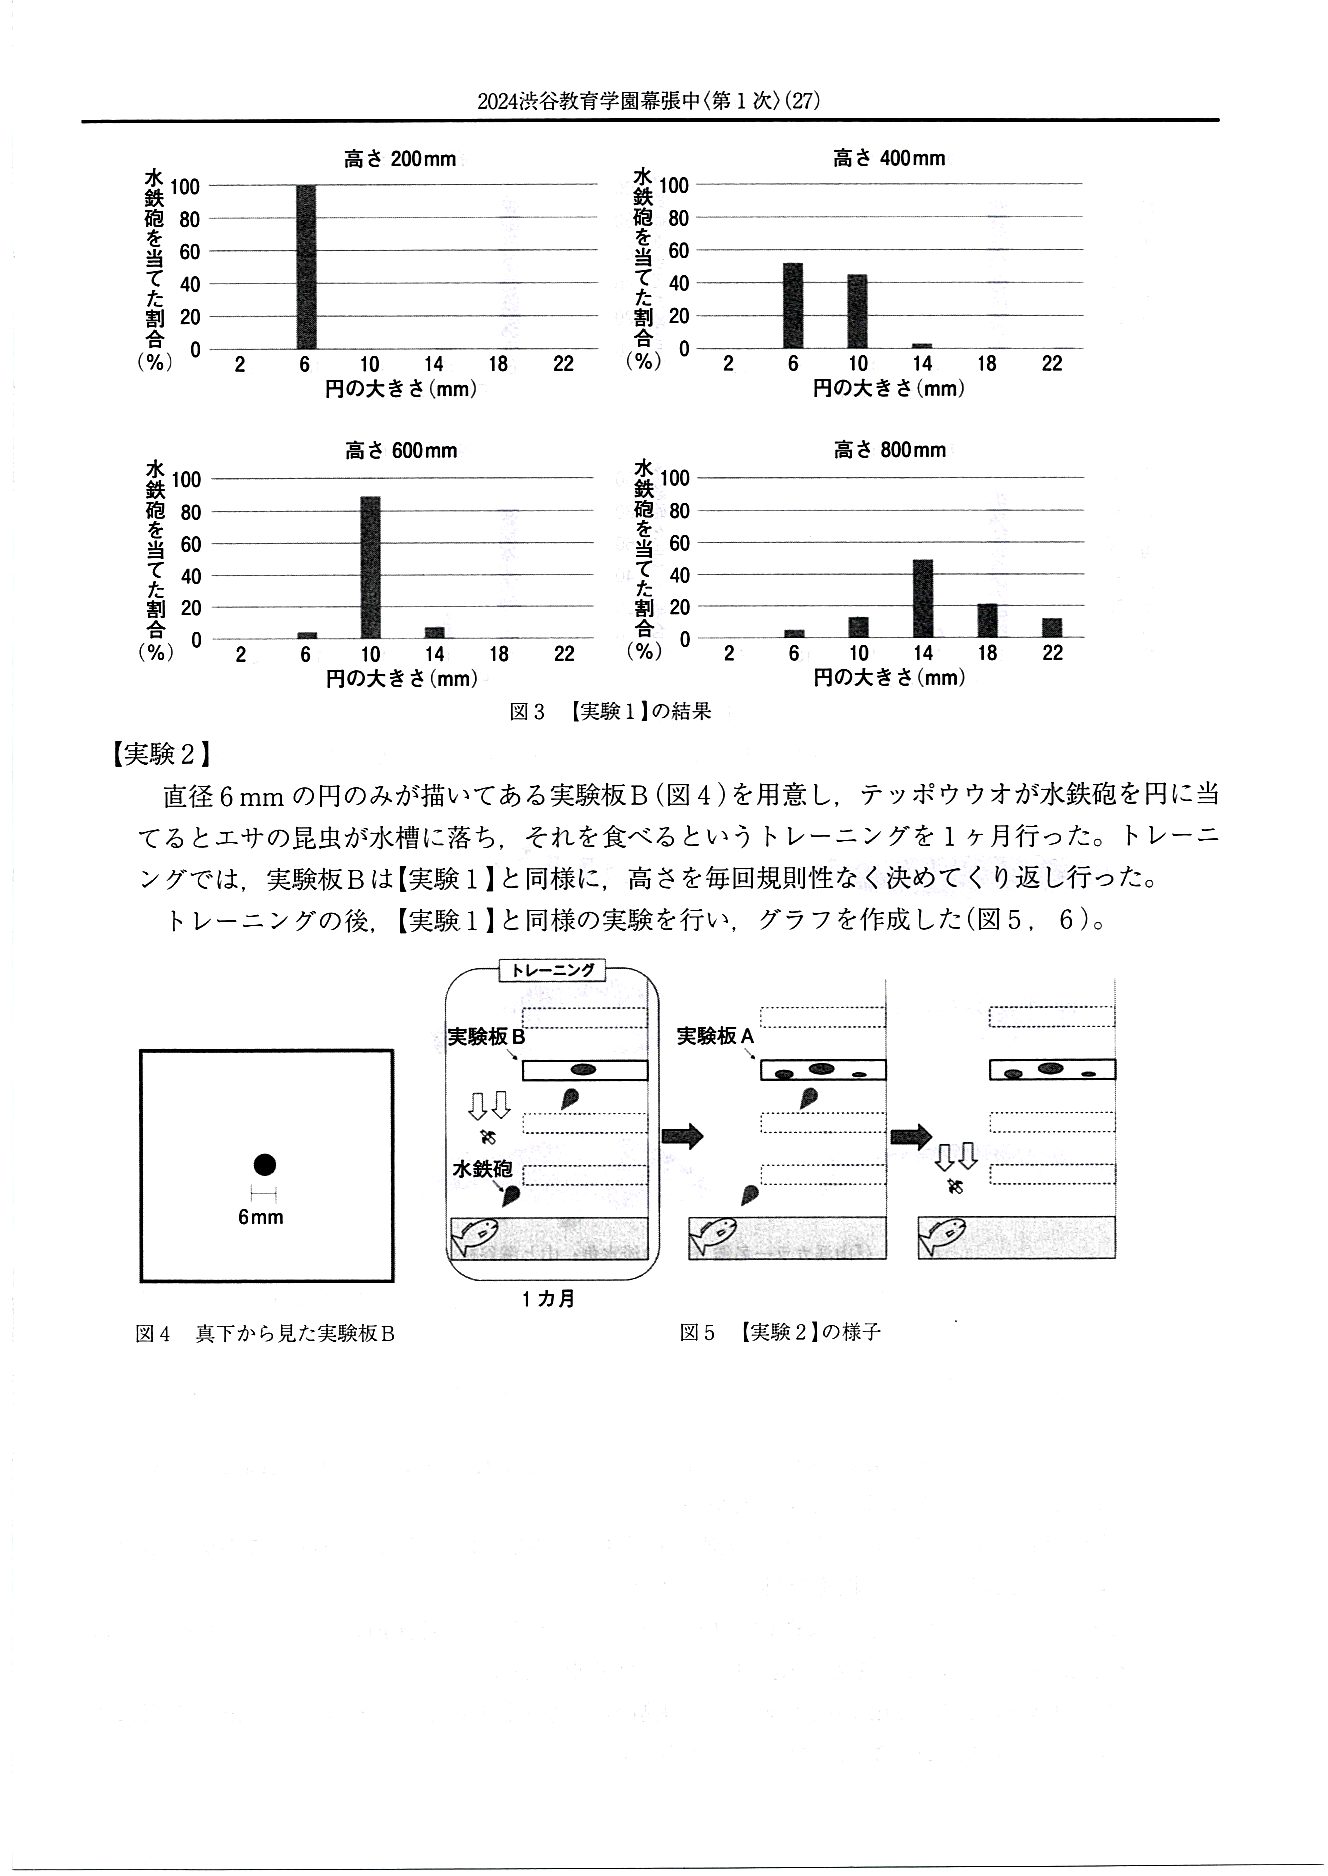 2024渋谷教育学園幕張中〈第1次〉(27)
高さ 200mm
水鉄砲を当てた割合(%)
100
80
60
40
20
0
2 6 10 14 18 22
円の大きさ(mm)
高さ 400mm
水鉄砲を当てた割合(%)
100
80
60
40
20
0
2 6 10 14 18 22
円の大きさ(mm)
高さ 600mm
水鉄砲を当てた割合(%)
100
80
60
40
20
0
2 6 10 14 18 22
円の大きさ(mm)
高さ 800mm
水鉄砲を当てた割合(%)
100
80
60
40
20
0
2 6 10 14 18 22
円の大きさ(mm)
図3 【実験1】の結果
【実験2】
直径6mmの円のみが描いてある実験板B(図4)を用意し，テッポウウオが水鉄砲を円に当
てるとエサの昆虫が水槽に落ち，それを食べるというトレーニングを1ヶ月行った。トレーニ
ングでは，実験板Bは【実験1】と同様に，高さを毎回規則性なく決めてくり返し行った。
トレーニングの後，【実験1】と同様の実験を行い，グラフを作成した(図5，6)。
6mm
図4 真下から見た実験板B
トレーニング
実験板B
水鉄砲
1カ月
実験板A
図5 【実験2】の様子